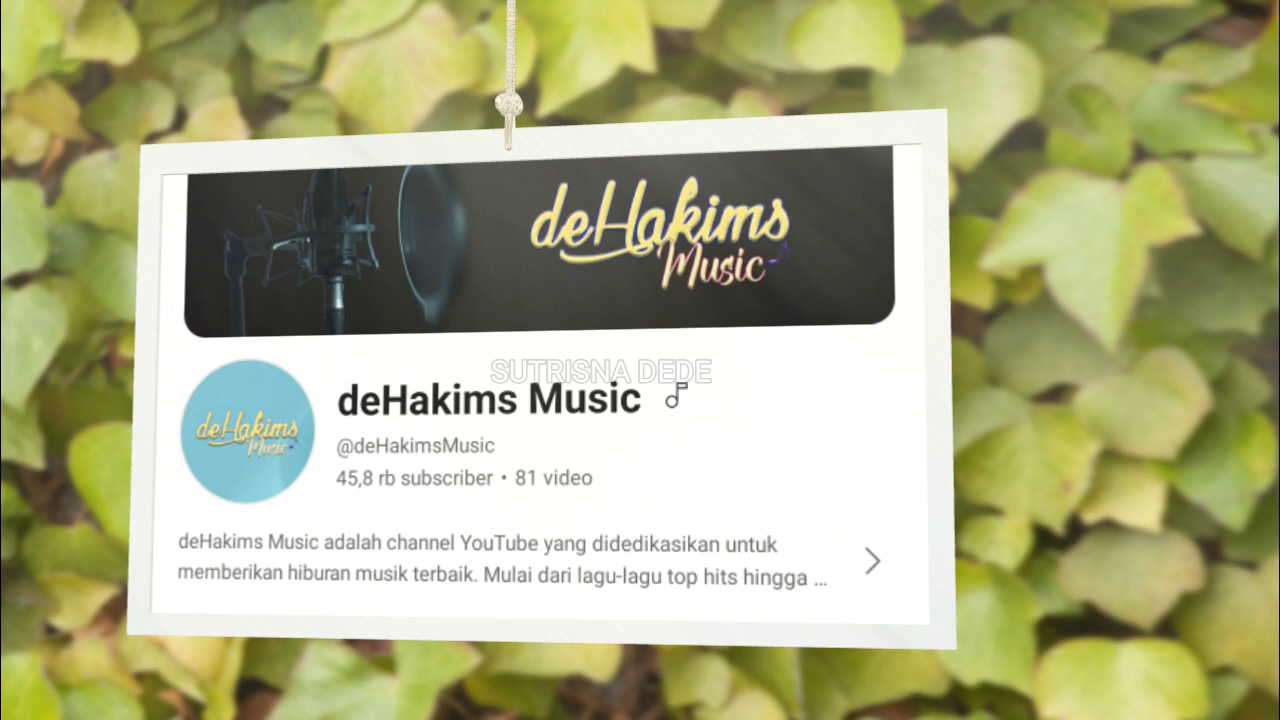 deHakims
Music
SUTRISNA DEDE
deHakims Music
@deHakimsMusic
45,8 rb subscriber • 81 video
deHakims
Music
deHakims Music adalah channel YouTube yang didedikasikan untuk
memberikan hiburan musik terbaik. Mulai dari lagu-lagu top hits hingga ...